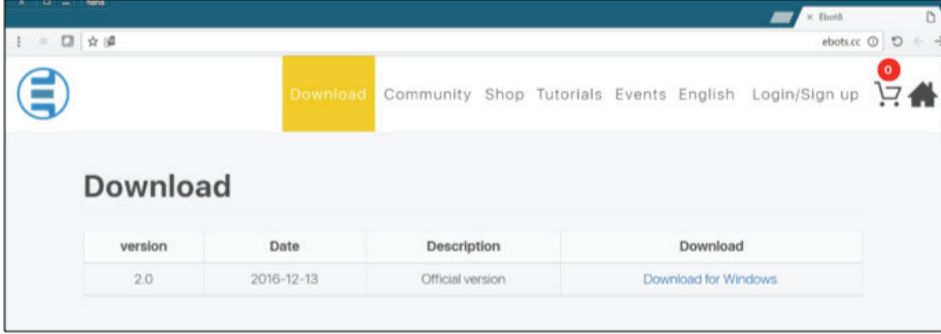 nana
Ebot8
ebots.cc
Download Community Shop Tutorials Events English Login/Sign up 0
Download
version Date Description Download
2.0 2016-12-13 Official version Download for Windows